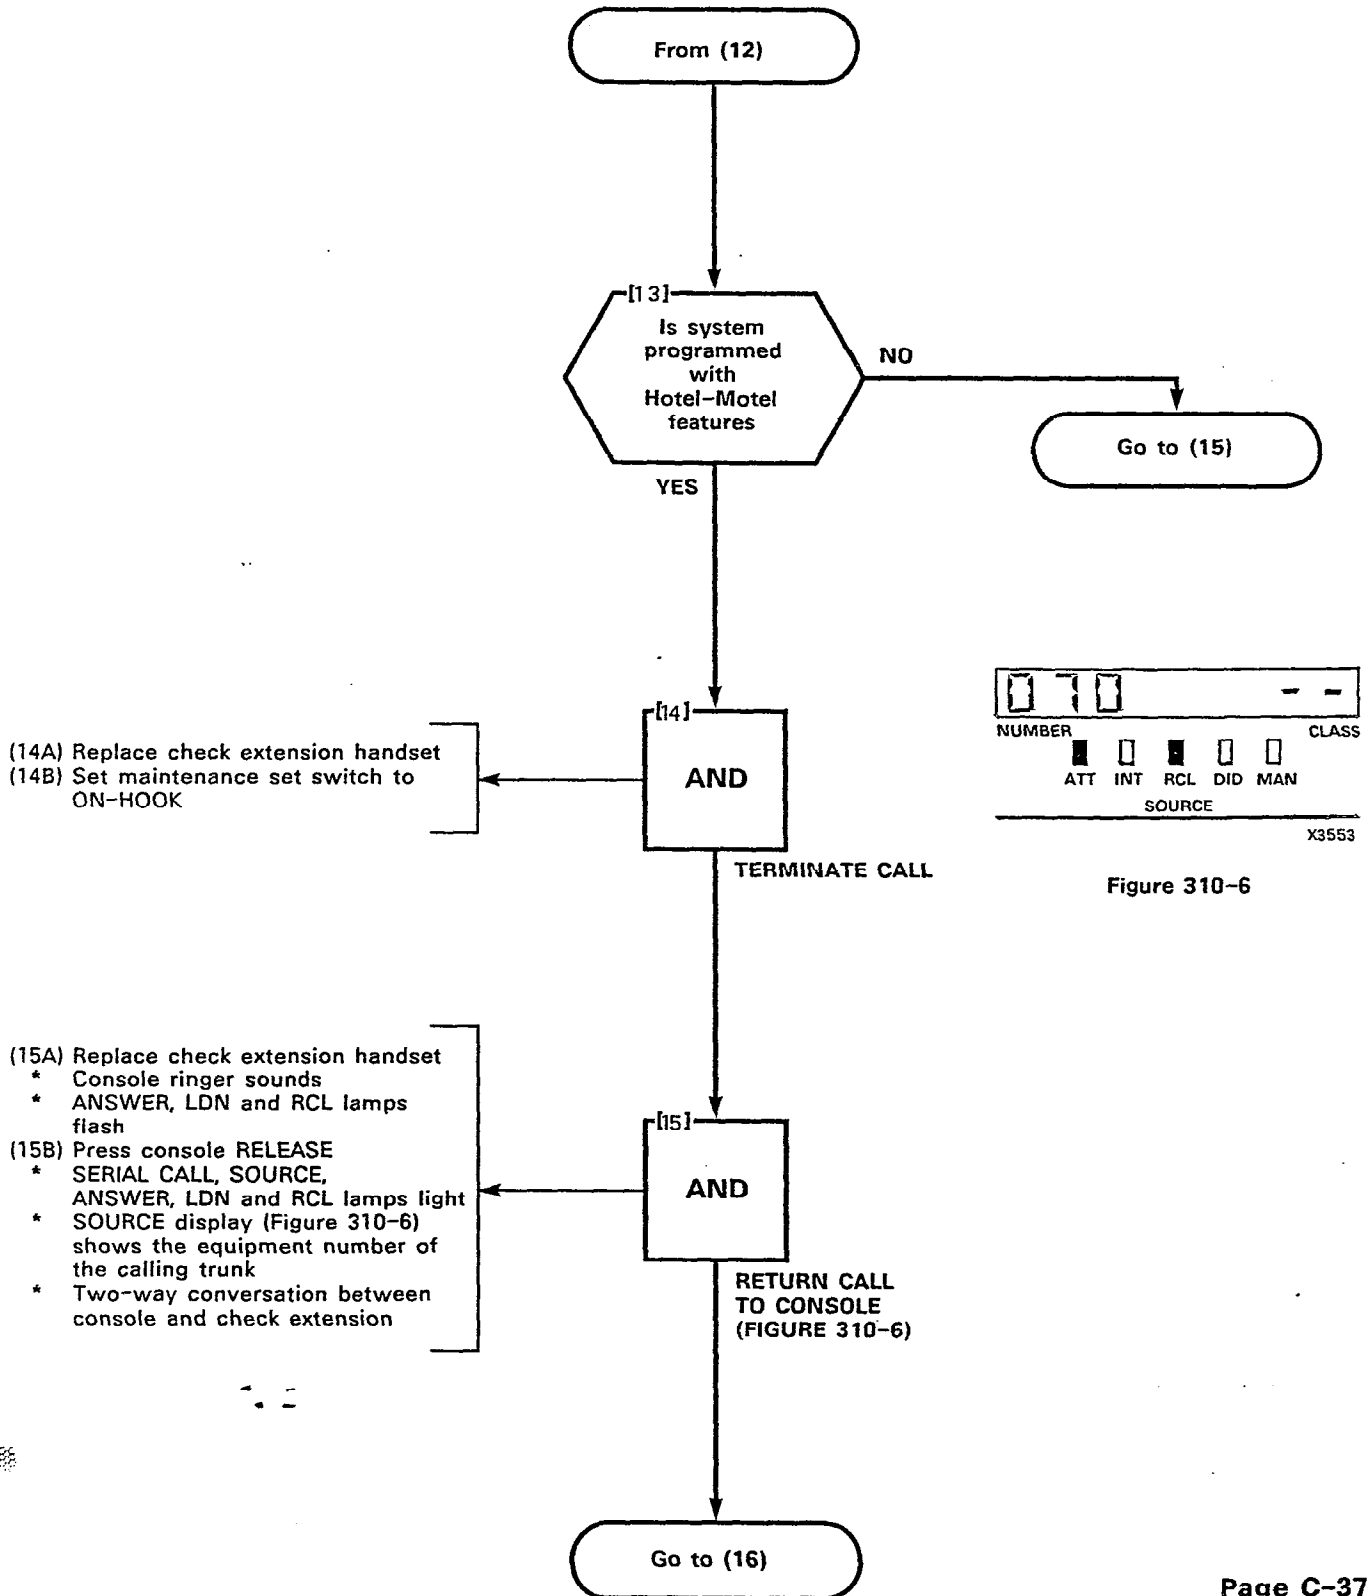 From (12)
[13]
Is system
programmed
with
Hotel-Motel
features
NO
Go to (15)
YES
[14]
AND
(14A) Replace check extension handset
(14B) Set maintenance set switch to
ON-HOOK
TERMINATE CALL
070 --
NUMBER CLASS
ATT INT RCL DID MAN
SOURCE
X3553
Figure 310-6
(15A) Replace check extension handset
* Console ringer sounds
* ANSWER, LDN and RCL lamps
flash
(15B) Press console RELEASE
* SERIAL CALL, SOURCE,
ANSWER, LDN and RCL lamps light
* SOURCE display (Figure 310-6)
shows the equipment number of
the calling trunk
* Two-way conversation between
console and check extension
[15]
AND
RETURN CALL
TO CONSOLE
(FIGURE 310-6)
Go to (16)
Page C-37